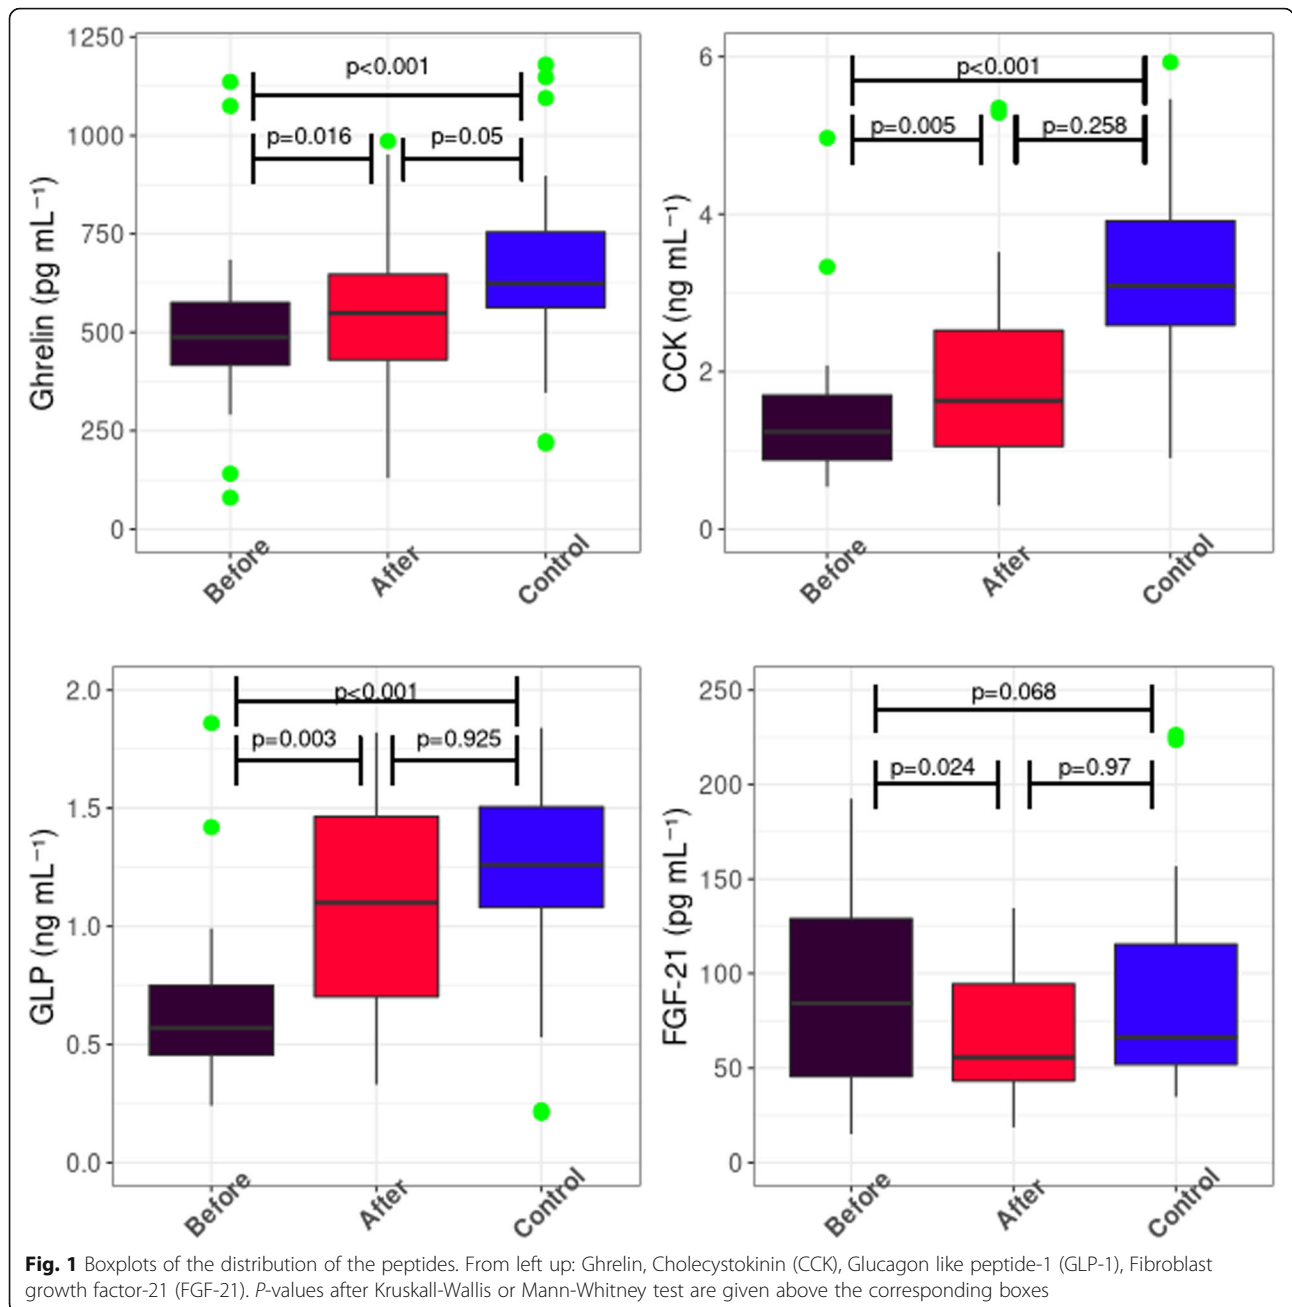 1250
1000
750
500
250
0
Ghrelin (pg mL⁻¹)
p<0.001
p=0.016
p=0.05
Before
After
Control
6
4
2
0
CCK (ng mL⁻¹)
p<0.001
p=0.005
p=0.258
Before
After
Control
2.0
1.5
1.0
0.5
0.0
GLP (ng mL⁻¹)
p<0.001
p=0.003
p=0.925
Before
After
Control
250
200
150
100
50
0
FGF-21 (pg mL⁻¹)
p=0.068
p=0.024
p=0.97
Before
After
Control
Fig. 1 Boxplots of the distribution of the peptides. From left up: Ghrelin, Cholecystokinin (CCK), Glucagon like peptide-1 (GLP-1), Fibroblast
growth factor-21 (FGF-21). P-values after Kruskall-Wallis or Mann-Whitney test are given above the corresponding boxes